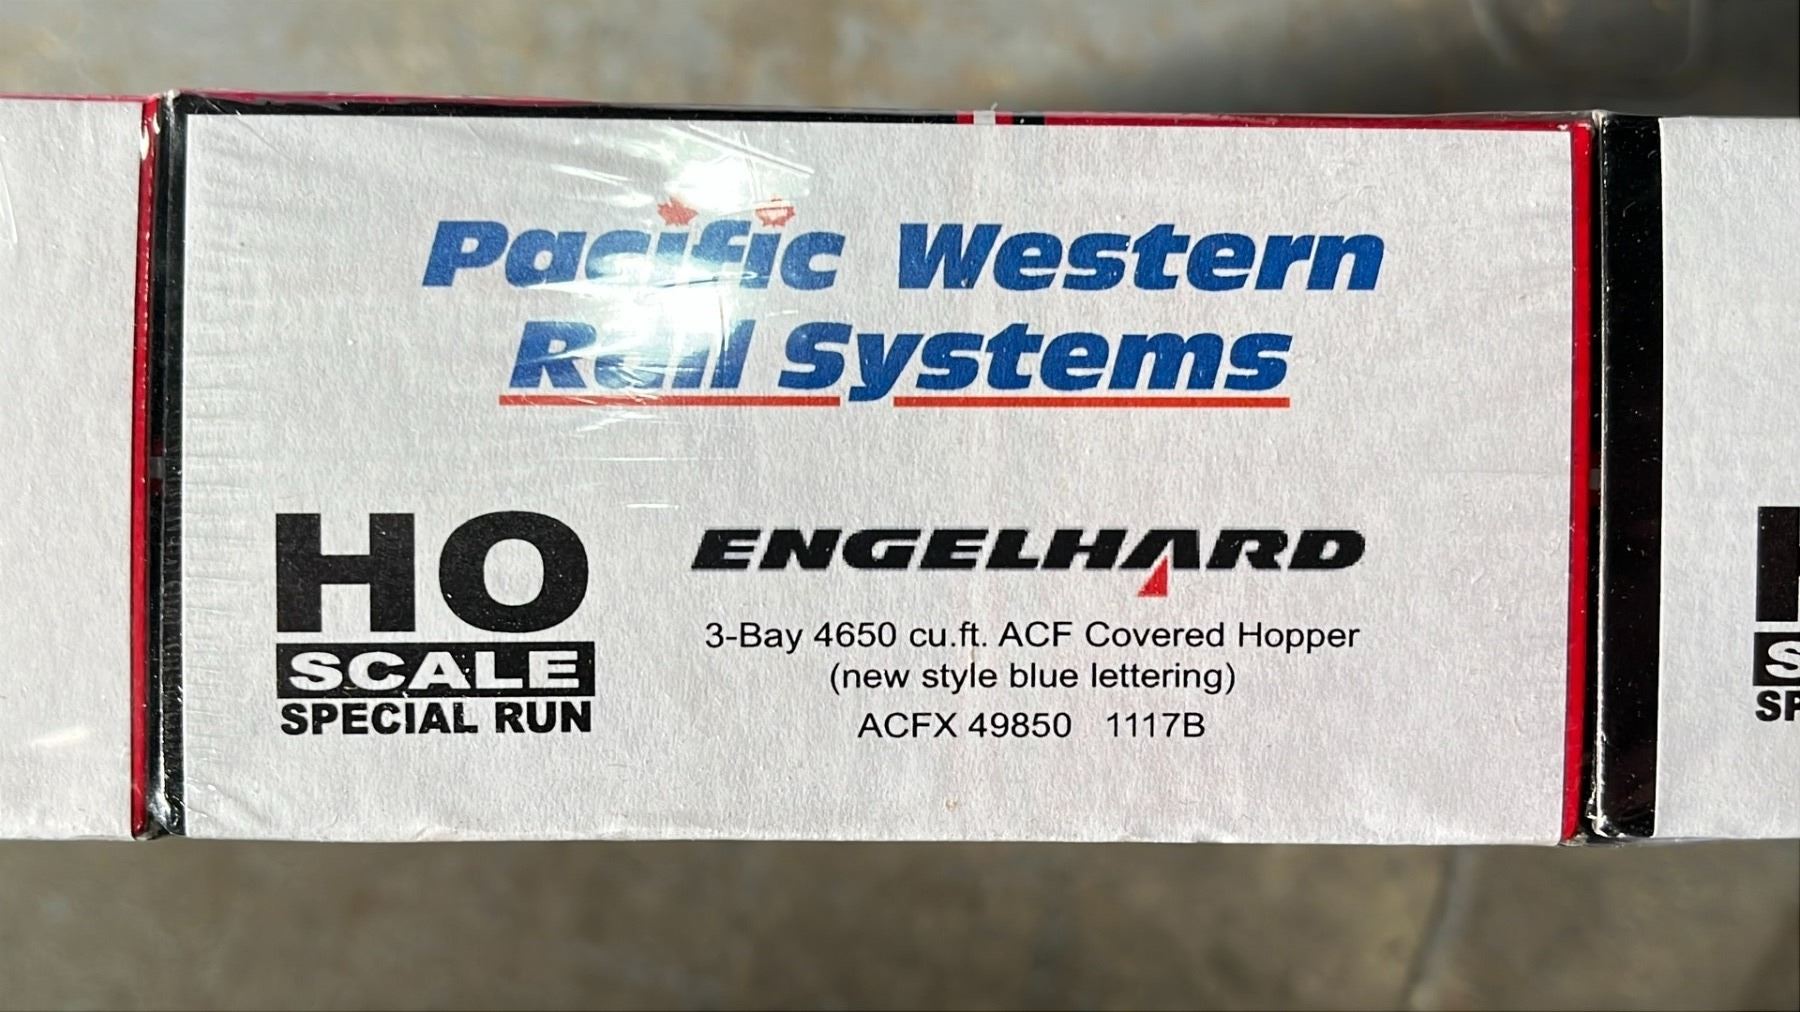 Pacific Western
Rail Systems
HO
SCALE
SPECIAL RUN
ENGELHARD
3-Bay 4650 cu.ft. ACF Covered Hopper
(new style blue lettering)
ACFX 49850 1117B